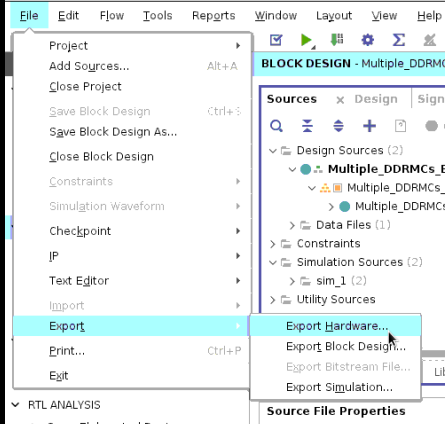 File Edit Flow Tools Reports Window Layout View Help
Project
Add Sources... Alt+A
Close Project
Save Block Design Ctrl+S
Save Block Design As...
Close Block Design
Constraints
Simulation Waveform
Checkpoint
IP
Text Editor
Import
Export
Print... Ctrl+P
Exit
RTL ANALYSIS
Export Hardware...
Export Block Design...
Export Bitstream File...
Export Simulation...
BLOCK DESIGN - Multiple_DDRMC
Sources × Design Sign
Design Sources (2)
Multiple_DDRMCs_
Multiple_DDRMCs_
Multiple_DDRMCs
Data Files (1)
Constraints
Simulation Sources (2)
sim_1 (2)
Utility Sources
Lib
Source File Properties